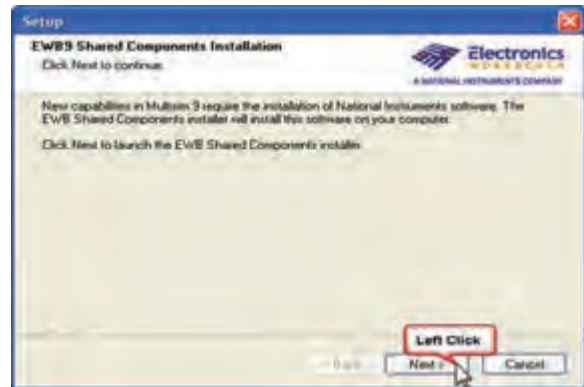 Setup
EWB9 Shared Components Installation
Click Next to continue.
Electronics
WORKBENCH
A NATIONAL INSTRUMENTS COMPANY
New capabilities in Multisim 9 require the installation of National Instruments software. The
EWB Shared Components installer will install this software on your computer.
Click Next to launch the EWB Shared Components installer.
Left Click
Back
Next >
Cancel